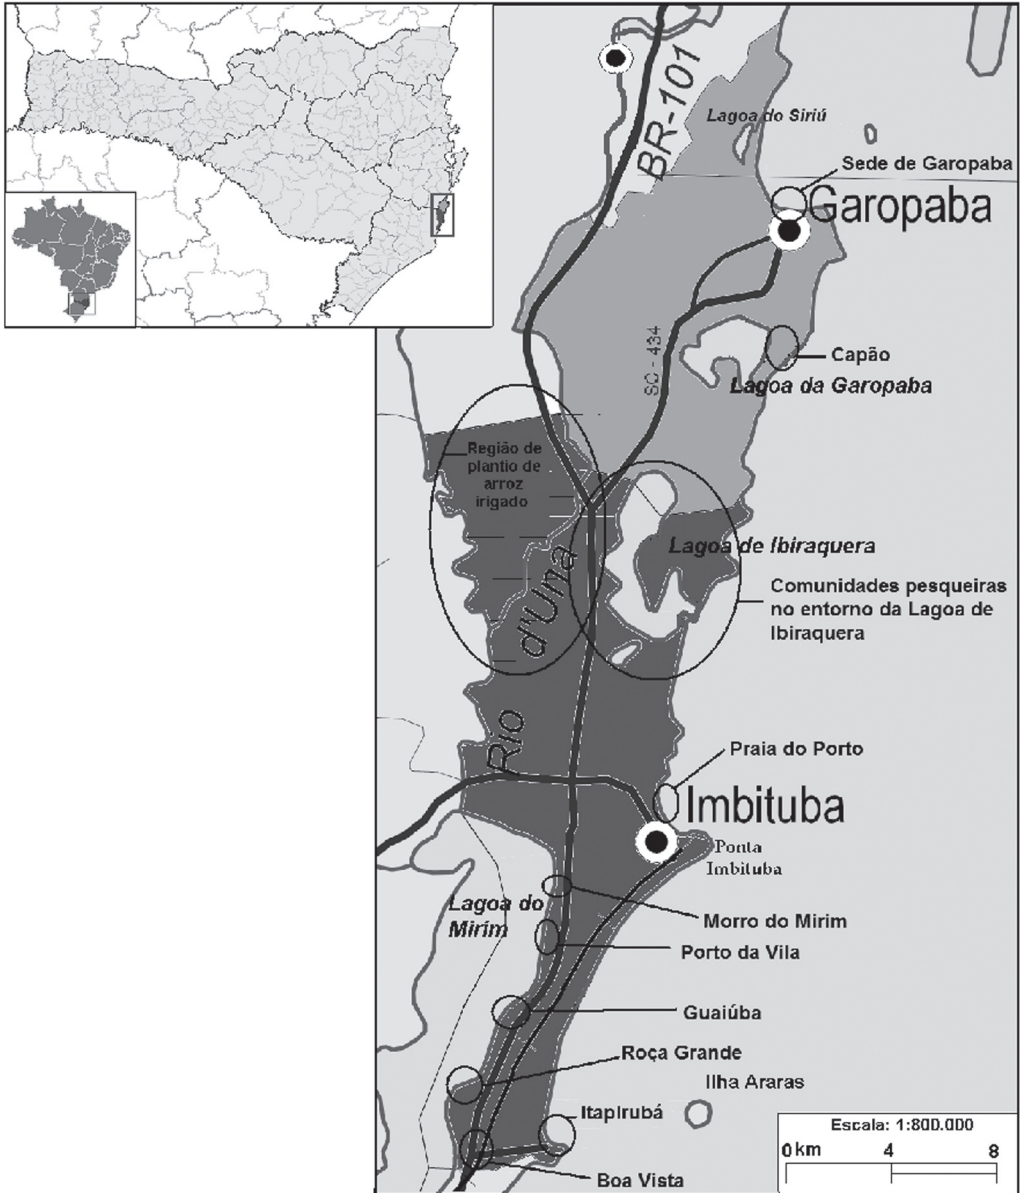 BR-101
Lagoa do Siriú
Sede de Garopaba
Garopaba
SC - 434
Capão
Lagoa da Garopaba
Região de
plantio de
arroz
irigado
Lagoa de Ibiraquera
Comunidades pesqueiras
no entorno da Lagoa de
Ibiraquera
Rio d'Una
Praia do Porto
Imbituba
Ponta
Imbituba
Lagoa do
Mirim
Morro do Mirim
Porto da Vila
Guaiúba
Roça Grande
Ilha Araras
Itapirubá
Boa Vista
Escala: 1:800.000
0 km 4 8